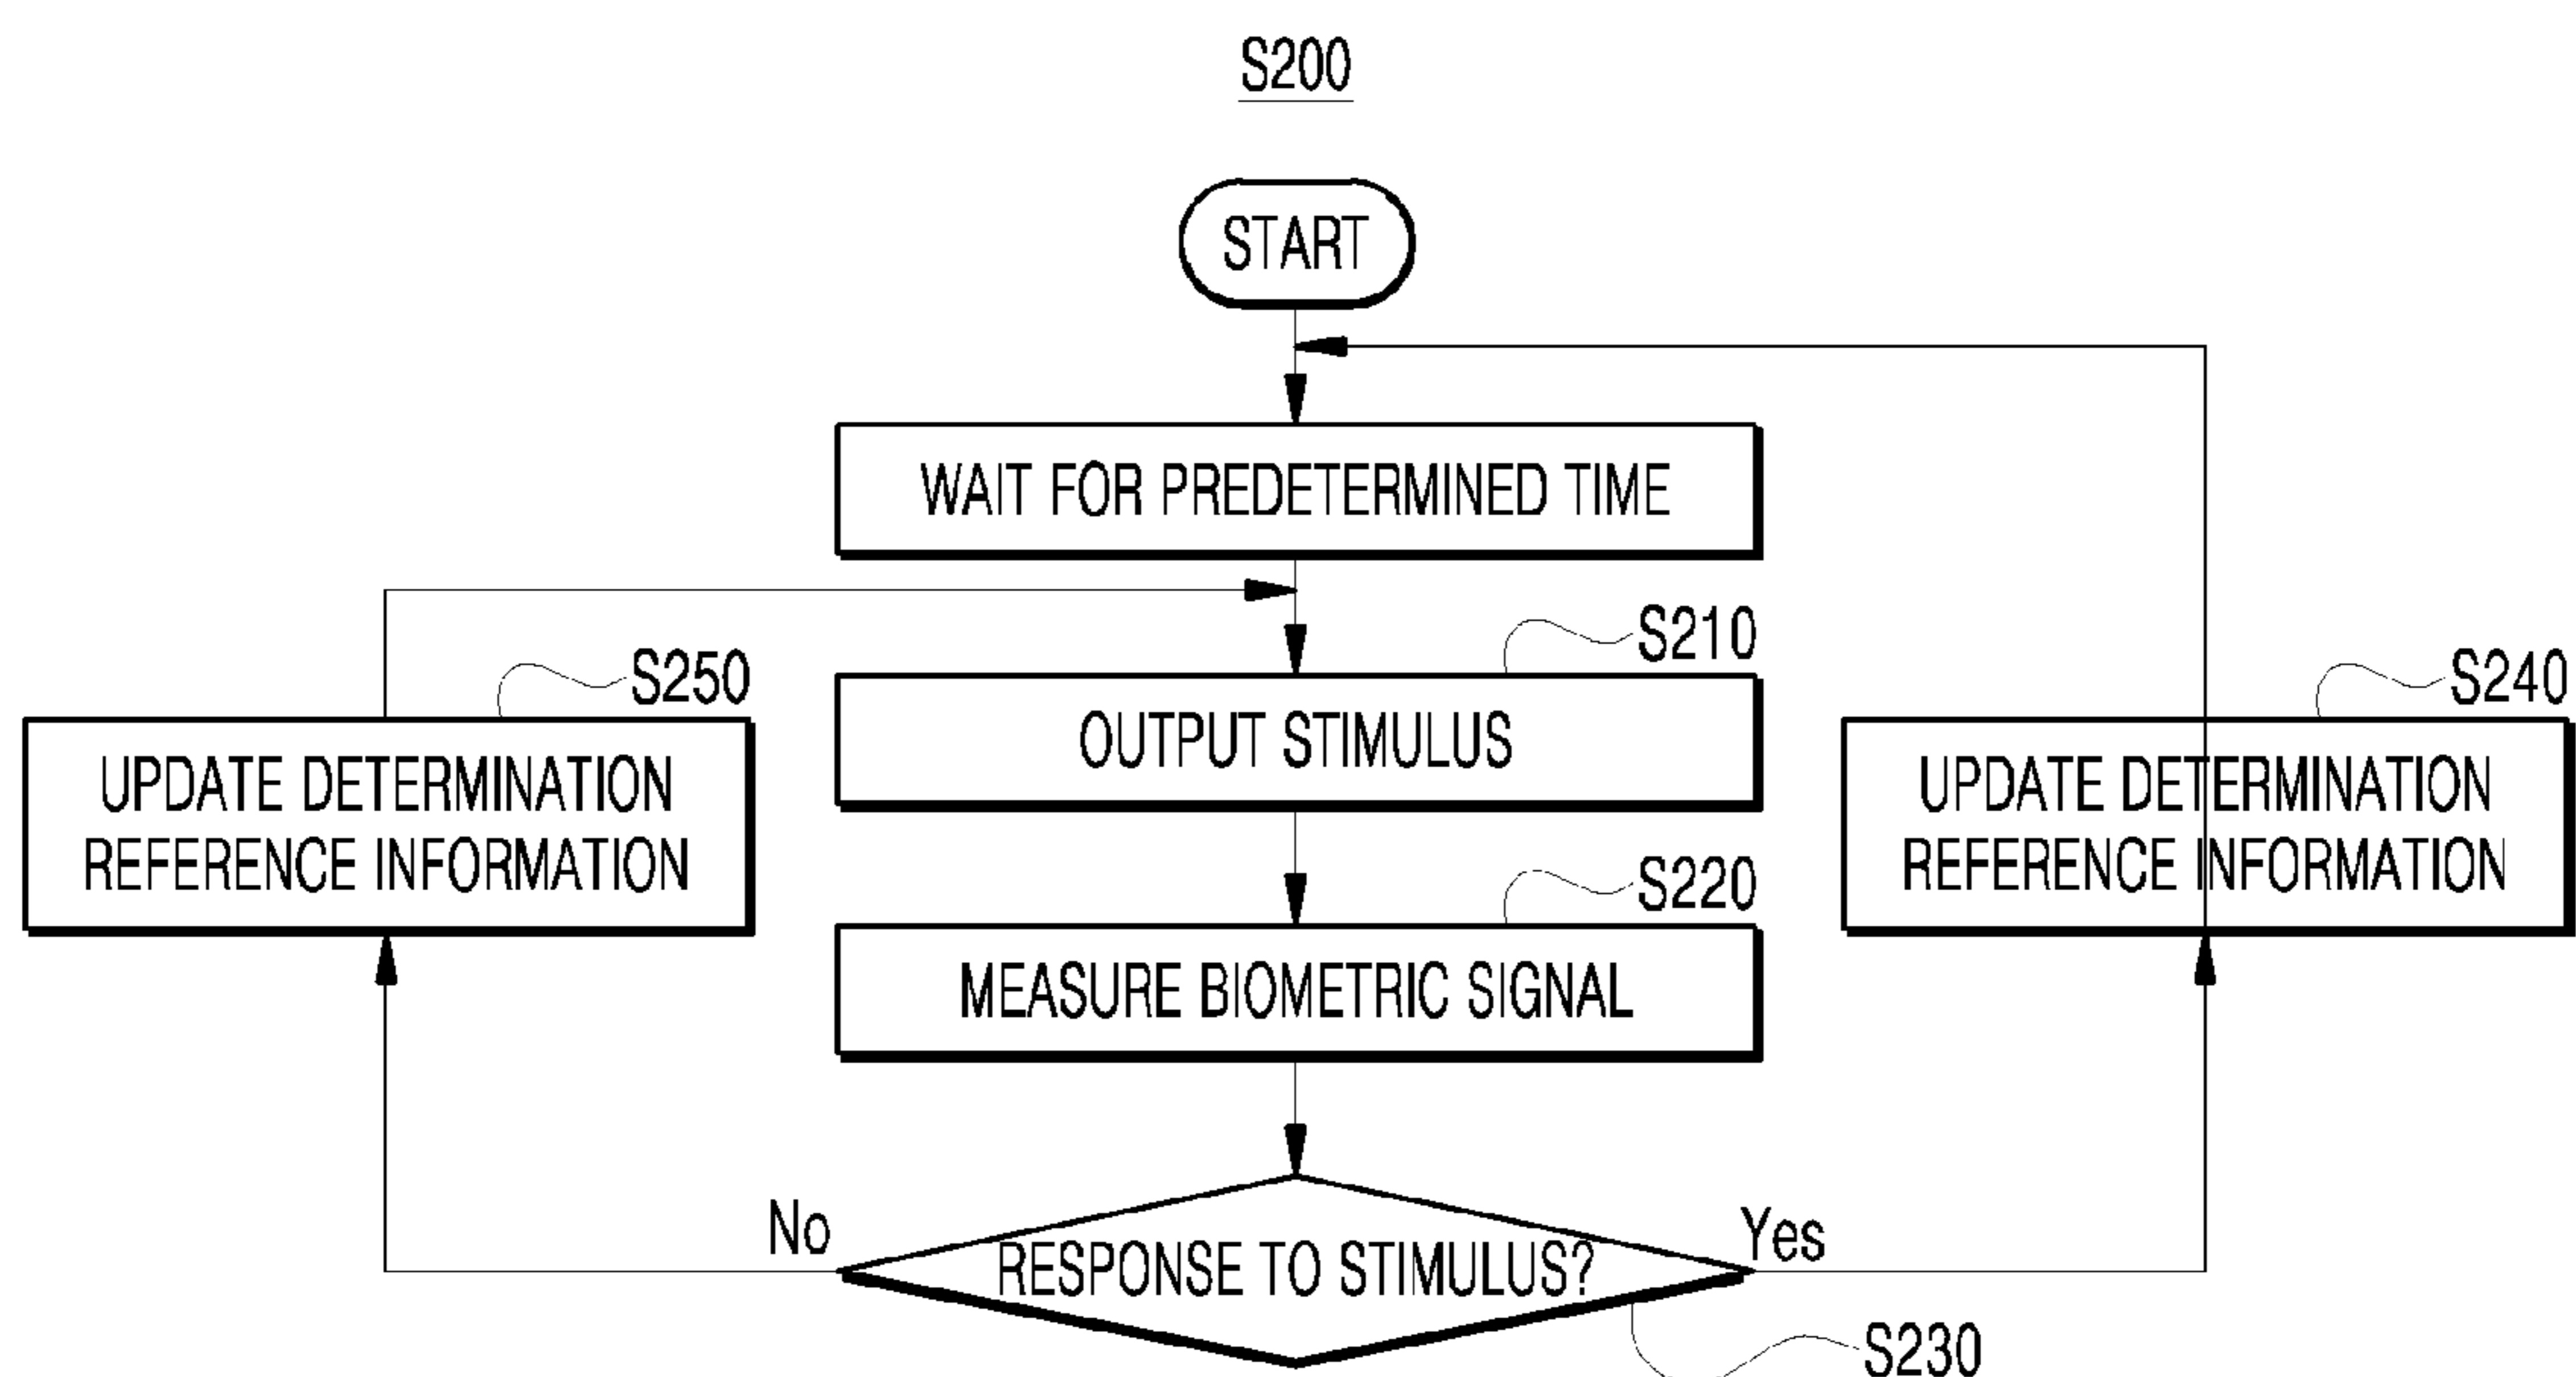 S200
START
WAIT FOR PREDETERMINED TIME
S210
OUTPUT STIMULUS
S250
UPDATE DETERMINATION
REFERENCE INFORMATION
S240
UPDATE DETERMINATION
REFERENCE INFORMATION
S220
MEASURE BIOMETRIC SIGNAL
No
RESPONSE TO STIMULUS?
Yes
S230